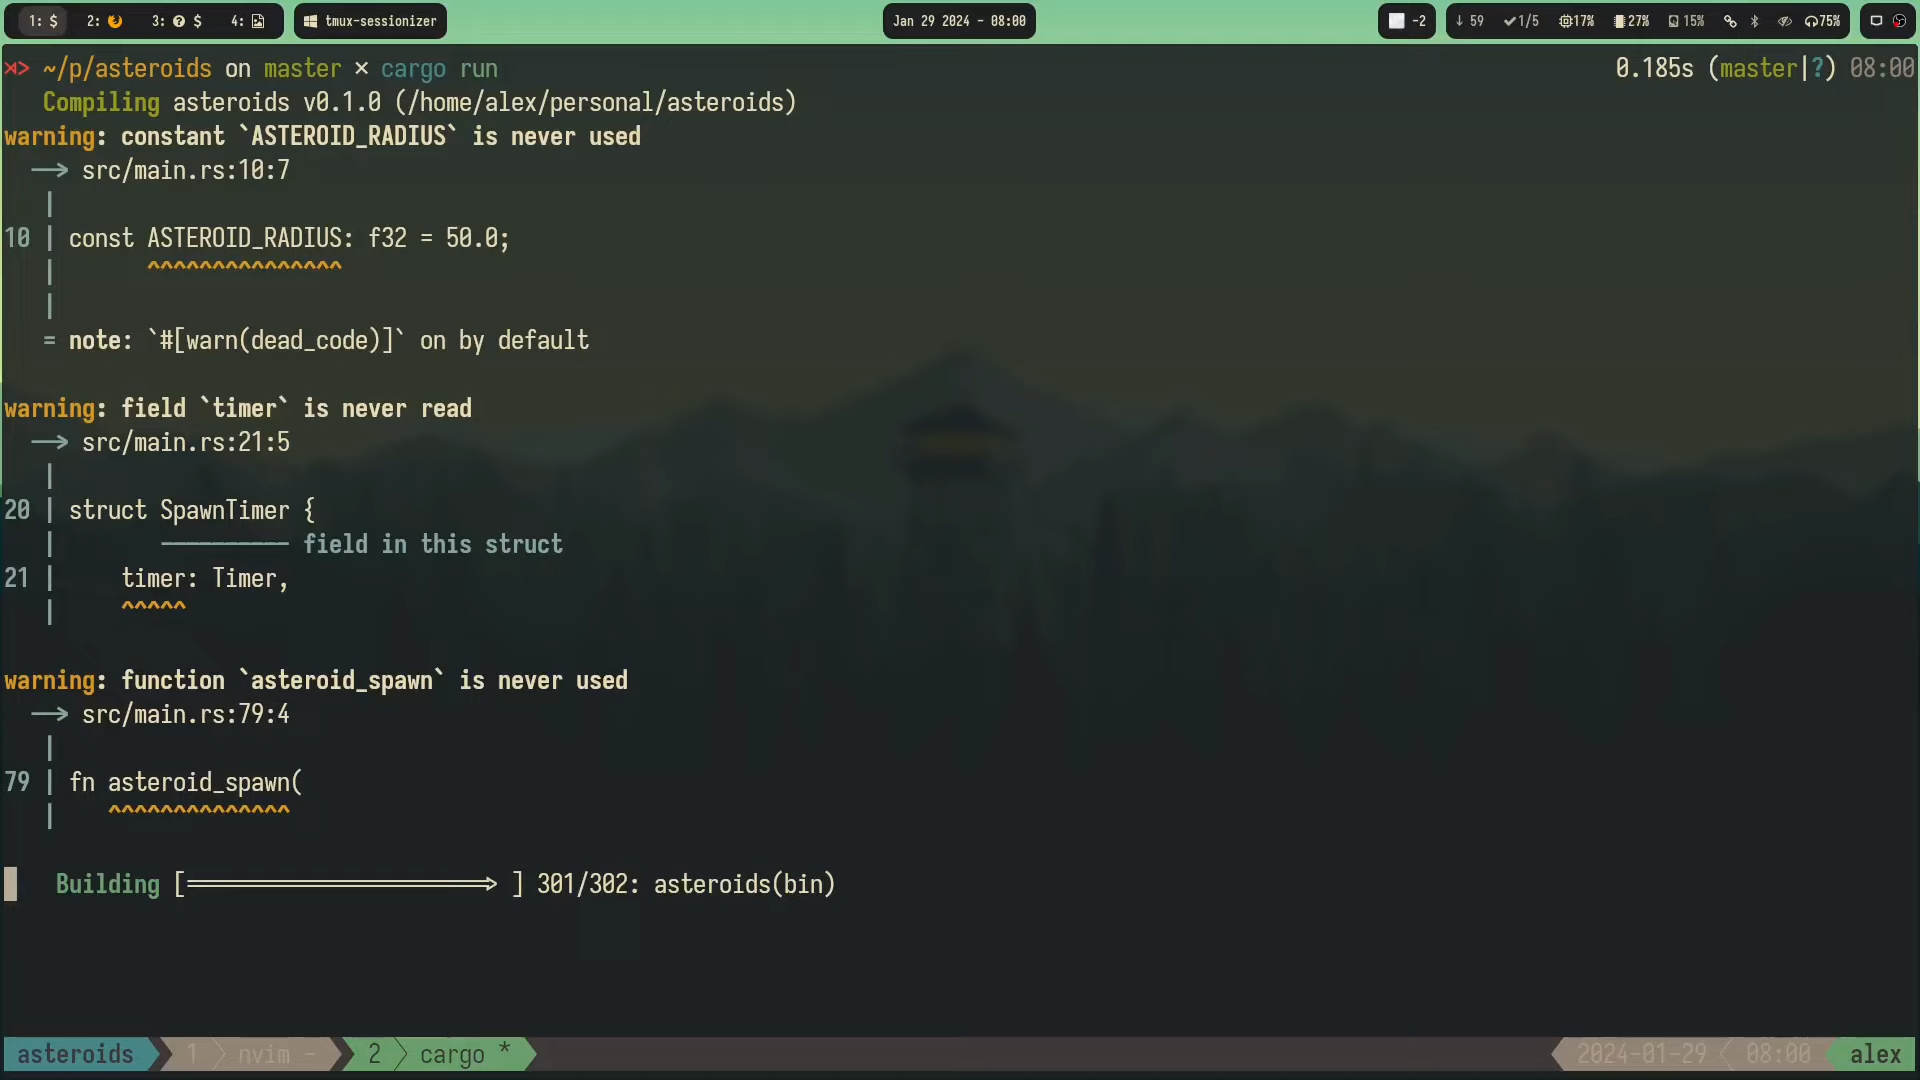 1: $ 2: 3: $ 4: tmux-sessionizer Jan 29 2024 - 08:00 -2 ↓ 59 ✓1/5 17% 27% 15% 75%
~/p/asteroids on master × cargo run 0.185s (master|?) 08:00
Compiling asteroids v0.1.0 (/home/alex/personal/asteroids)
warning: constant `ASTEROID_RADIUS` is never used
--> src/main.rs:10:7
|
10 | const ASTEROID_RADIUS: f32 = 50.0;
| ^^^^^^^^^^^^^^^
|
= note: `#[warn(dead_code)]` on by default
warning: field `timer` is never read
--> src/main.rs:21:5
|
20 | struct SpawnTimer {
| ---------- field in this struct
21 | timer: Timer,
| ^^^^^
warning: function `asteroid_spawn` is never used
--> src/main.rs:79:4
|
79 | fn asteroid_spawn(
| ^^^^^^^^^^^^^^
Building [=======================> ] 301/302: asteroids(bin)
asteroids 1 nvim - 2 cargo * 2024-01-29 08:00 alex